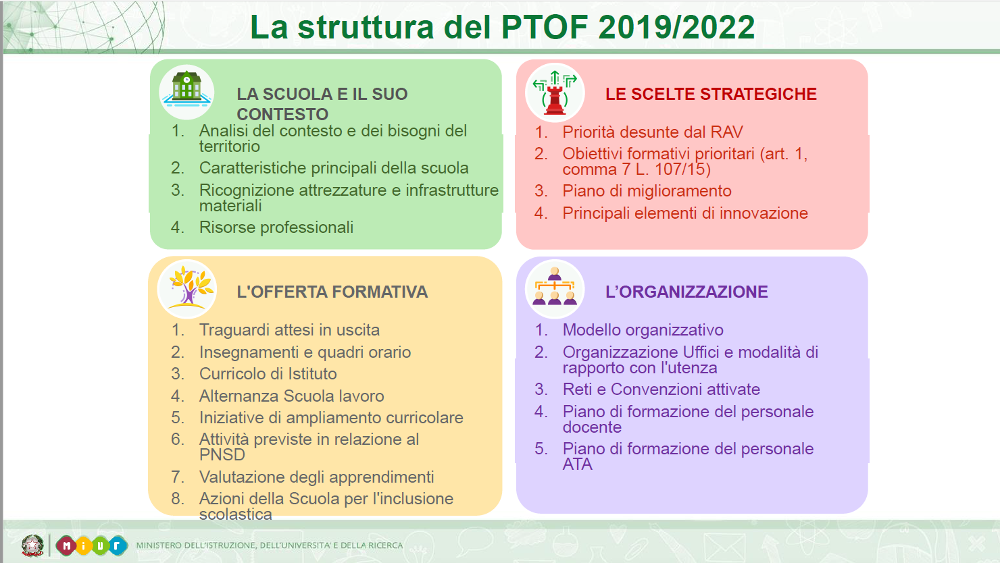 La struttura del PTOF 2019/2022
LA SCUOLA E IL SUO
CONTESTO
1. Analisi del contesto e dei bisogni del
territorio
2. Caratteristiche principali della scuola
3. Ricognizione attrezzature e infrastrutture
materiali
4. Risorse professionali
LE SCELTE STRATEGICHE
1. Priorità desunte dal RAV
2. Obiettivi formativi prioritari (art. 1,
comma 7 L. 107/15)
3. Piano di miglioramento
4. Principali elementi di innovazione
L'OFFERTA FORMATIVA
1. Traguardi attesi in uscita
2. Insegnamenti e quadri orario
3. Curricolo di Istituto
4. Alternanza Scuola lavoro
5. Iniziative di ampliamento curricolare
6. Attività previste in relazione al
PNSD
7. Valutazione degli apprendimenti
8. Azioni della Scuola per l'inclusione
scolastica
L’ORGANIZZAZIONE
1. Modello organizzativo
2. Organizzazione Uffici e modalità di
rapporto con l'utenza
3. Reti e Convenzioni attivate
4. Piano di formazione del personale
docente
5. Piano di formazione del personale
ATA
miur
MINISTERO DELL'ISTRUZIONE, DELL'UNIVERSITA' E DELLA RICERCA